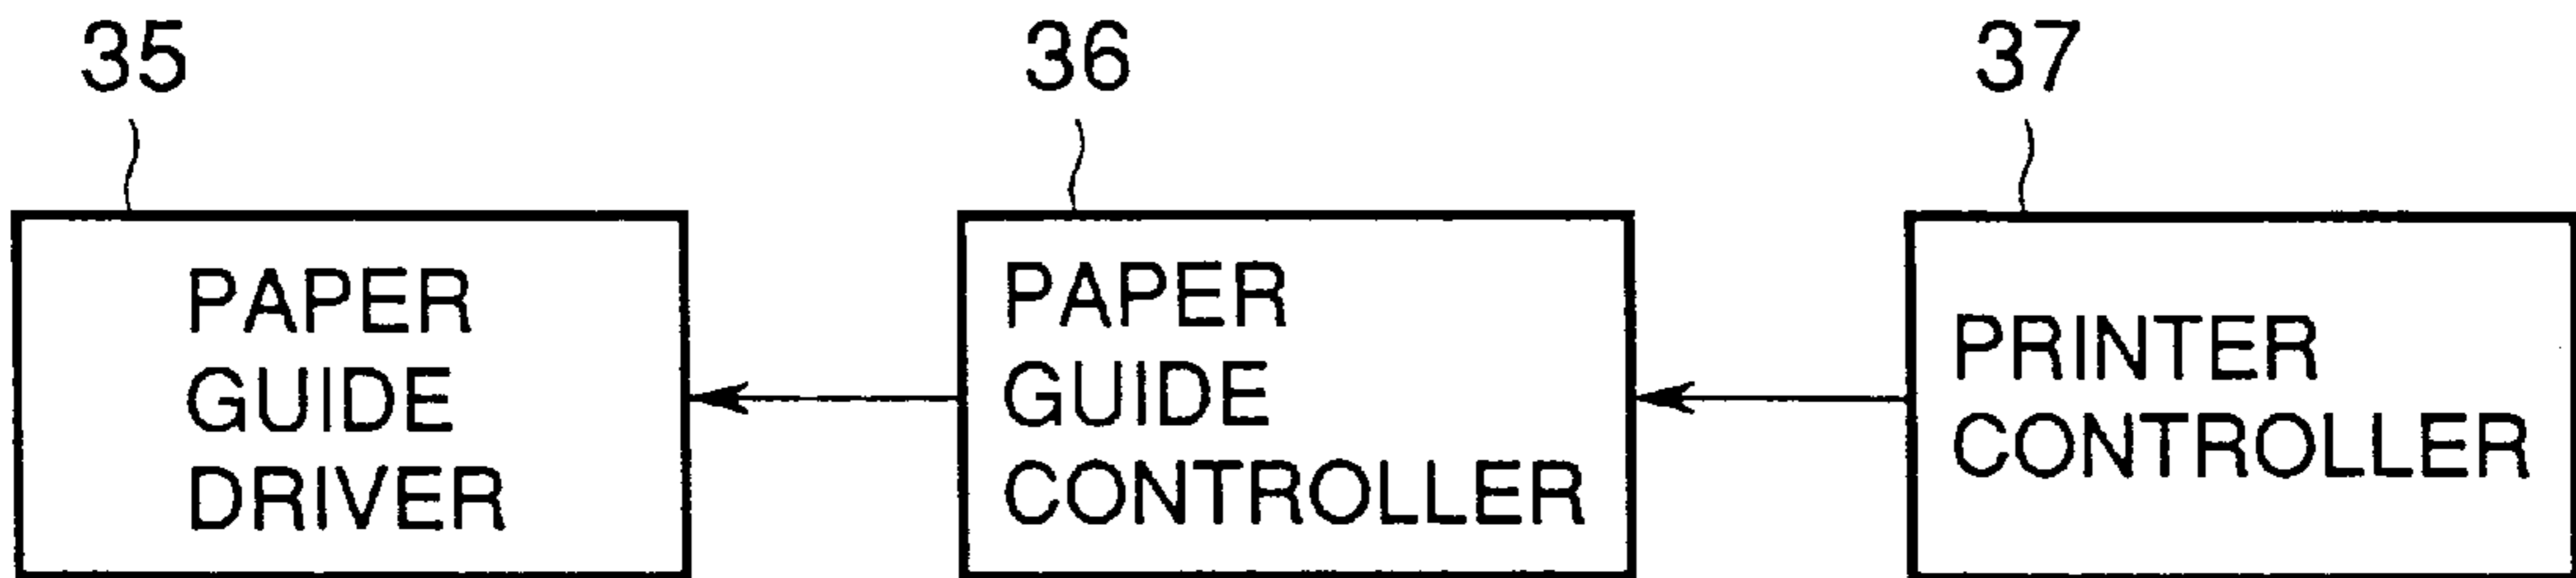 35
36
37
PAPER
GUIDE
DRIVER
PAPER
GUIDE
CONTROLLER
PRINTER
CONTROLLER